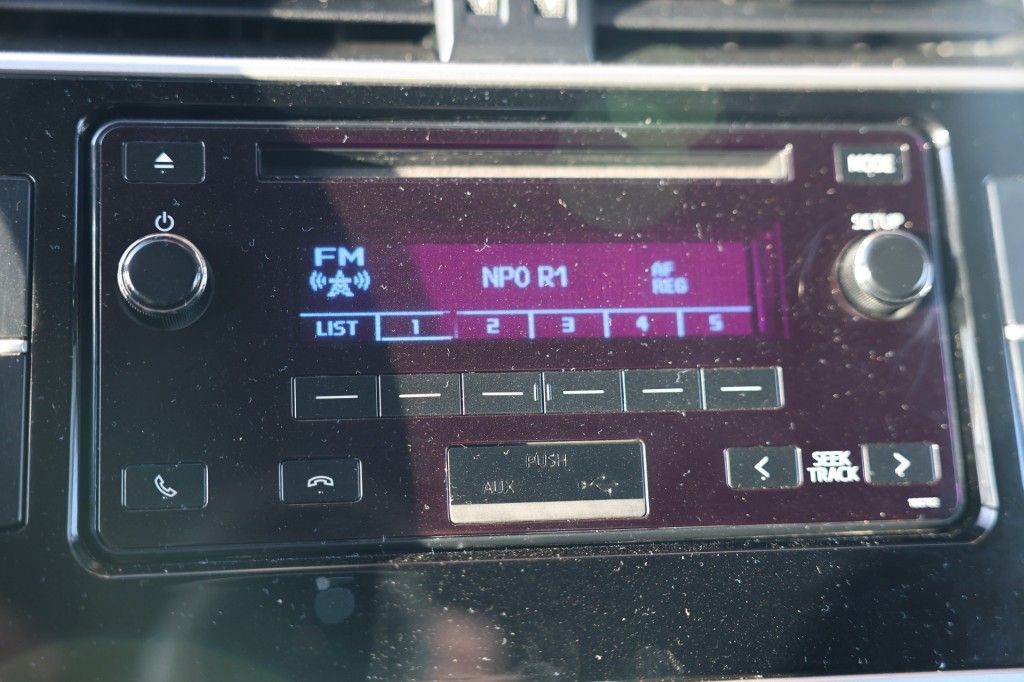 MODE
SETUP
FM
NPO R1
AF
REG
LIST 1 2 3 4 5
PUSH
AUX
SEEK
TRACK